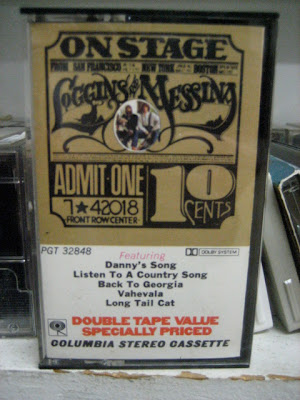 ON STAGE
FROM SAN FRANCISCO NEW YORK BOSTON
LOGGINS & MESSINA
ADMIT·ONE
7★42018
FRONT ROW CENTER
10
CENTS
PGT 32848
Featuring
DOLBY SYSTEM
Danny's Song
Listen To A Country Song
Back To Georgia
Vahevala
Long Tail Cat
DOUBLE TAPE VALUE
SPECIALLY PRICED
COLUMBIA STEREO CASSETTE